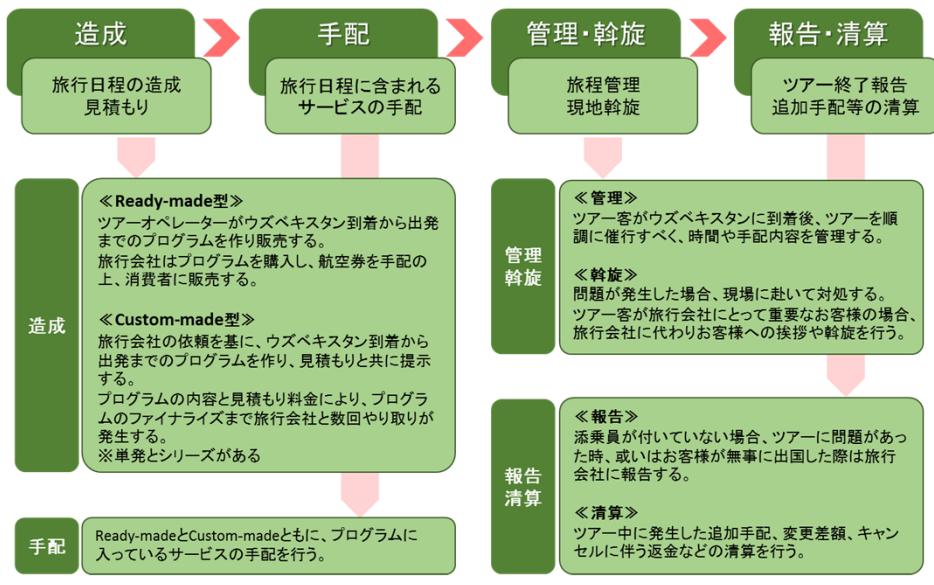 造成
旅行日程の造成
見積もり
手配
旅行日程に含まれる
サービスの手配
管理・斡旋
旅程管理
現地斡旋
報告・清算
ツアー終了報告
追加手配等の清算
造成
≪Ready-made型≫
ツアーオペレーターがウズベキスタン到着から出発
までのプログラムを作り販売する。
旅行会社はプログラムを購入し、航空券を手配の
上、消費者に販売する。
≪Custom-made型≫
旅行会社の依頼を基に、ウズベキスタン到着から
出発までのプログラムを作り、見積もりと共に提示
する。
プログラムの内容と見積もり料金により、プログラ
ムのファイナライズまで旅行会社と数回やり取りが
発生する。
※単発とシリーズがある
手配
Ready-madeとCustom-madeともに、プログラムに
入っているサービスの手配を行う。
管理
斡旋
≪管理≫
ツアー客がウズベキスタンに到着後、ツアーを順
調に催行すべく、時間や手配内容を管理する。
≪斡旋≫
問題が発生した場合、現場に赴いて対処する。
ツアー客が旅行会社にとって重要なお客様の場合、
旅行会社に代わりお客様への挨拶や斡旋を行う。
報告
清算
≪報告≫
添乗員が付いていない場合、ツアーに問題があっ
た時、或いはお客様が無事に出国した際は旅行
会社に報告する。
≪清算≫
ツアー中に発生した追加手配、変更差額、キャン
セルに伴う返金などの清算を行う。